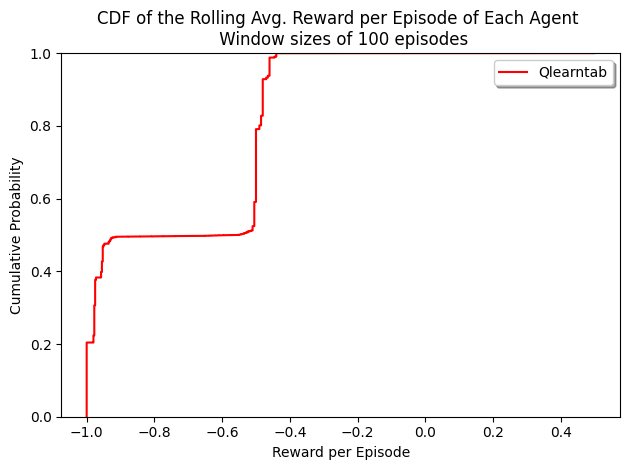 CDF of the Rolling Avg. Reward per Episode of Each Agent
Window sizes of 100 episodes
Qlearntab
Cumulative Probability
1.0
0.8
0.6
0.4
0.2
0.0
−1.0 −0.8 −0.6 −0.4 −0.2 0.0 0.2 0.4
Reward per Episode